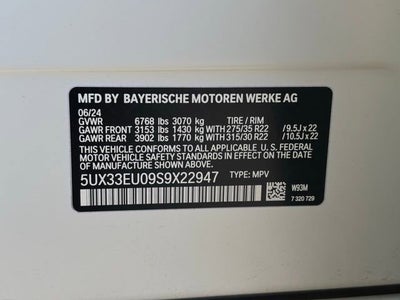 MFD BY BAYERISCHE MOTOREN WERKE AG
06/24
GVWR 6768 lbs 3070 kg TIRE / RIM
GAWR FRONT 3153 lbs 1430 kg ****** 275/35 R22 /9.5J x 22
GAWR REAR 3902 lbs 1770 kg ****** 315/30 R22 /10.5J x 22
THIS VEHICLE CONFORMS TO ALL APPLICABLE U. S. FEDERAL
MOTOR VEHICLE SAFETY STANDARDS IN EFFECT ON THE DATE
OF MANUFACTURE SHOWN ABOVE.
5UX33EU09S9X22947 TYPE: MPV
W93M
7 320 729